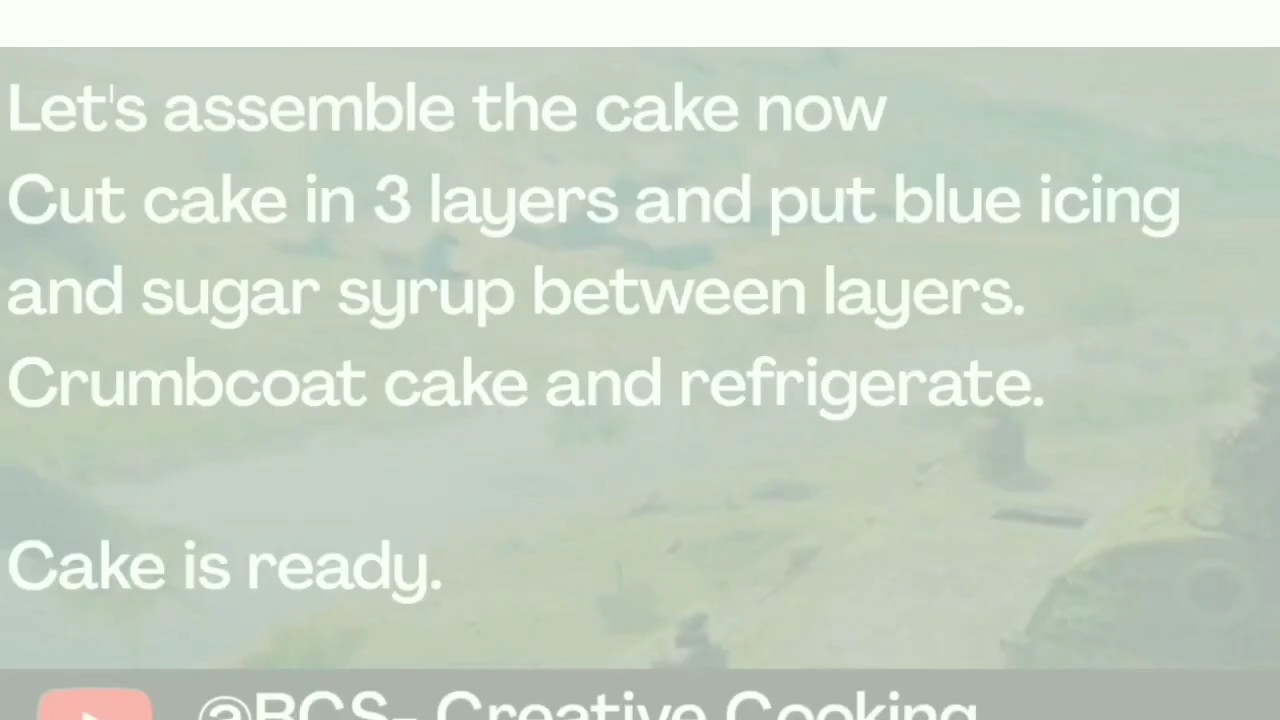 Let's assemble the cake now
Cut cake in 3 layers and put blue icing
and sugar syrup between layers.
Crumbcoat cake and refrigerate.
Cake is ready.
@BCS- Creative Cooking